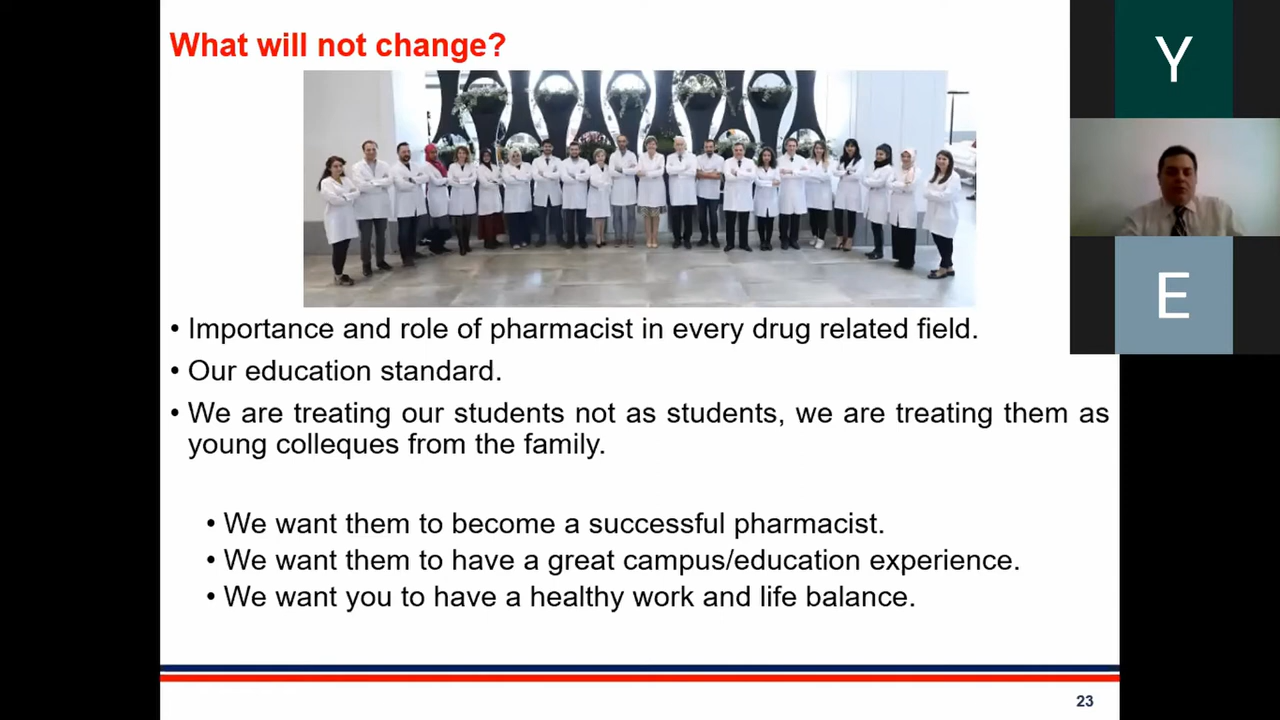 What will not change?
• Importance and role of pharmacist in every drug related field.
• Our education standard.
• We are treating our students not as students, we are treating them as
young colleques from the family.
• We want them to become a successful pharmacist.
• We want them to have a great campus/education experience.
• We want you to have a healthy work and life balance.
23
Y
E